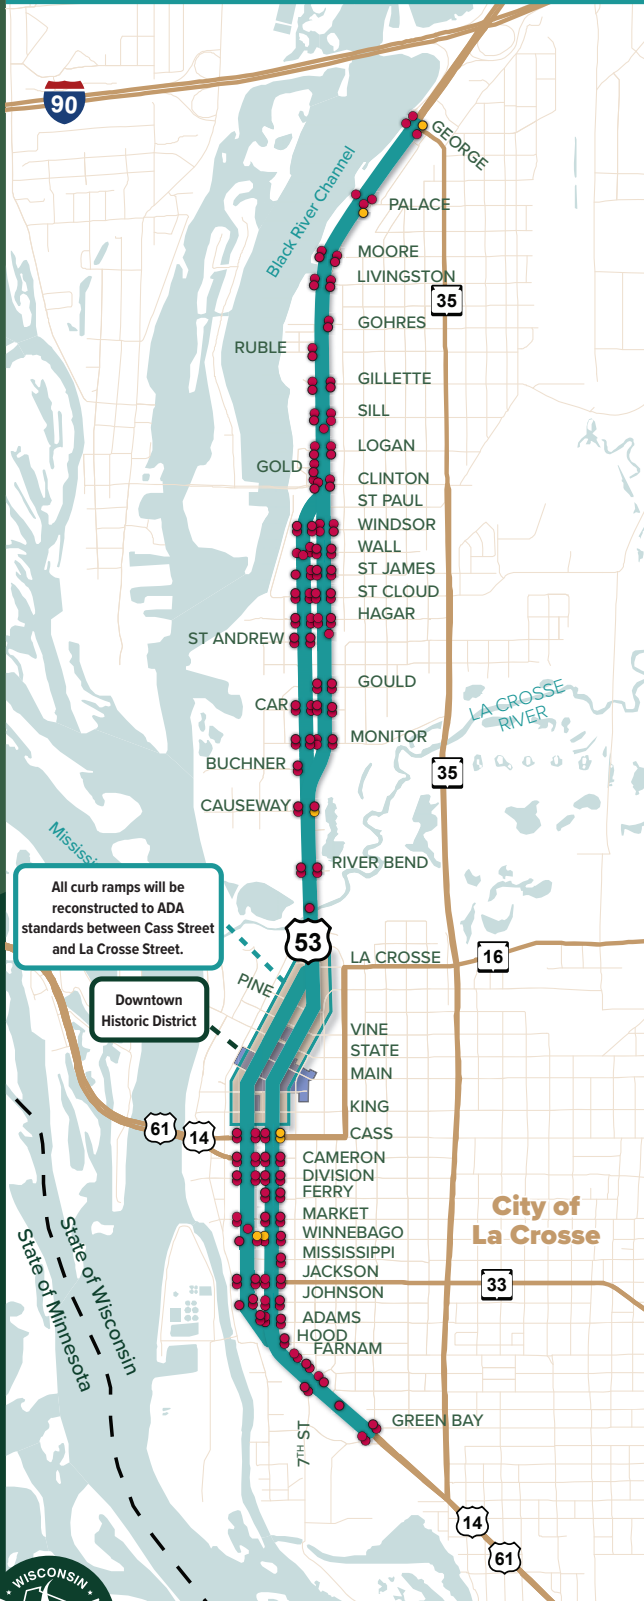 90
GEORGE
Black River Channel
PALACE
MOORE
LIVINGSTON
35
GOHRES
RUBLE
GILLETTE
SILL
LOGAN
GOLD
CLINTON
ST PAUL
WINDSOR
WALL
ST JAMES
ST CLOUD
HAGAR
ST ANDREW
GOULD
CAR
LA CROSSE
RIVER
MONITOR
BUCHNER
35
CAUSEWAY
RIVER BEND
All curb ramps will be
reconstructed to ADA
standards between Cass Street
and La Crosse Street.
53
LA CROSSE
16
PINE
Downtown
Historic District
VINE
STATE
MAIN
KING
61
14
CASS
CAMERON
DIVISION
FERRY
MARKET
WINNEBAGO
MISSISSIPPI
JACKSON
City of
La Crosse
33
JOHNSON
State of Wisconsin
State of Minnesota
ADAMS
HOOD
FARNAM
GREEN BAY
7TH ST
14
61
WISCONSIN